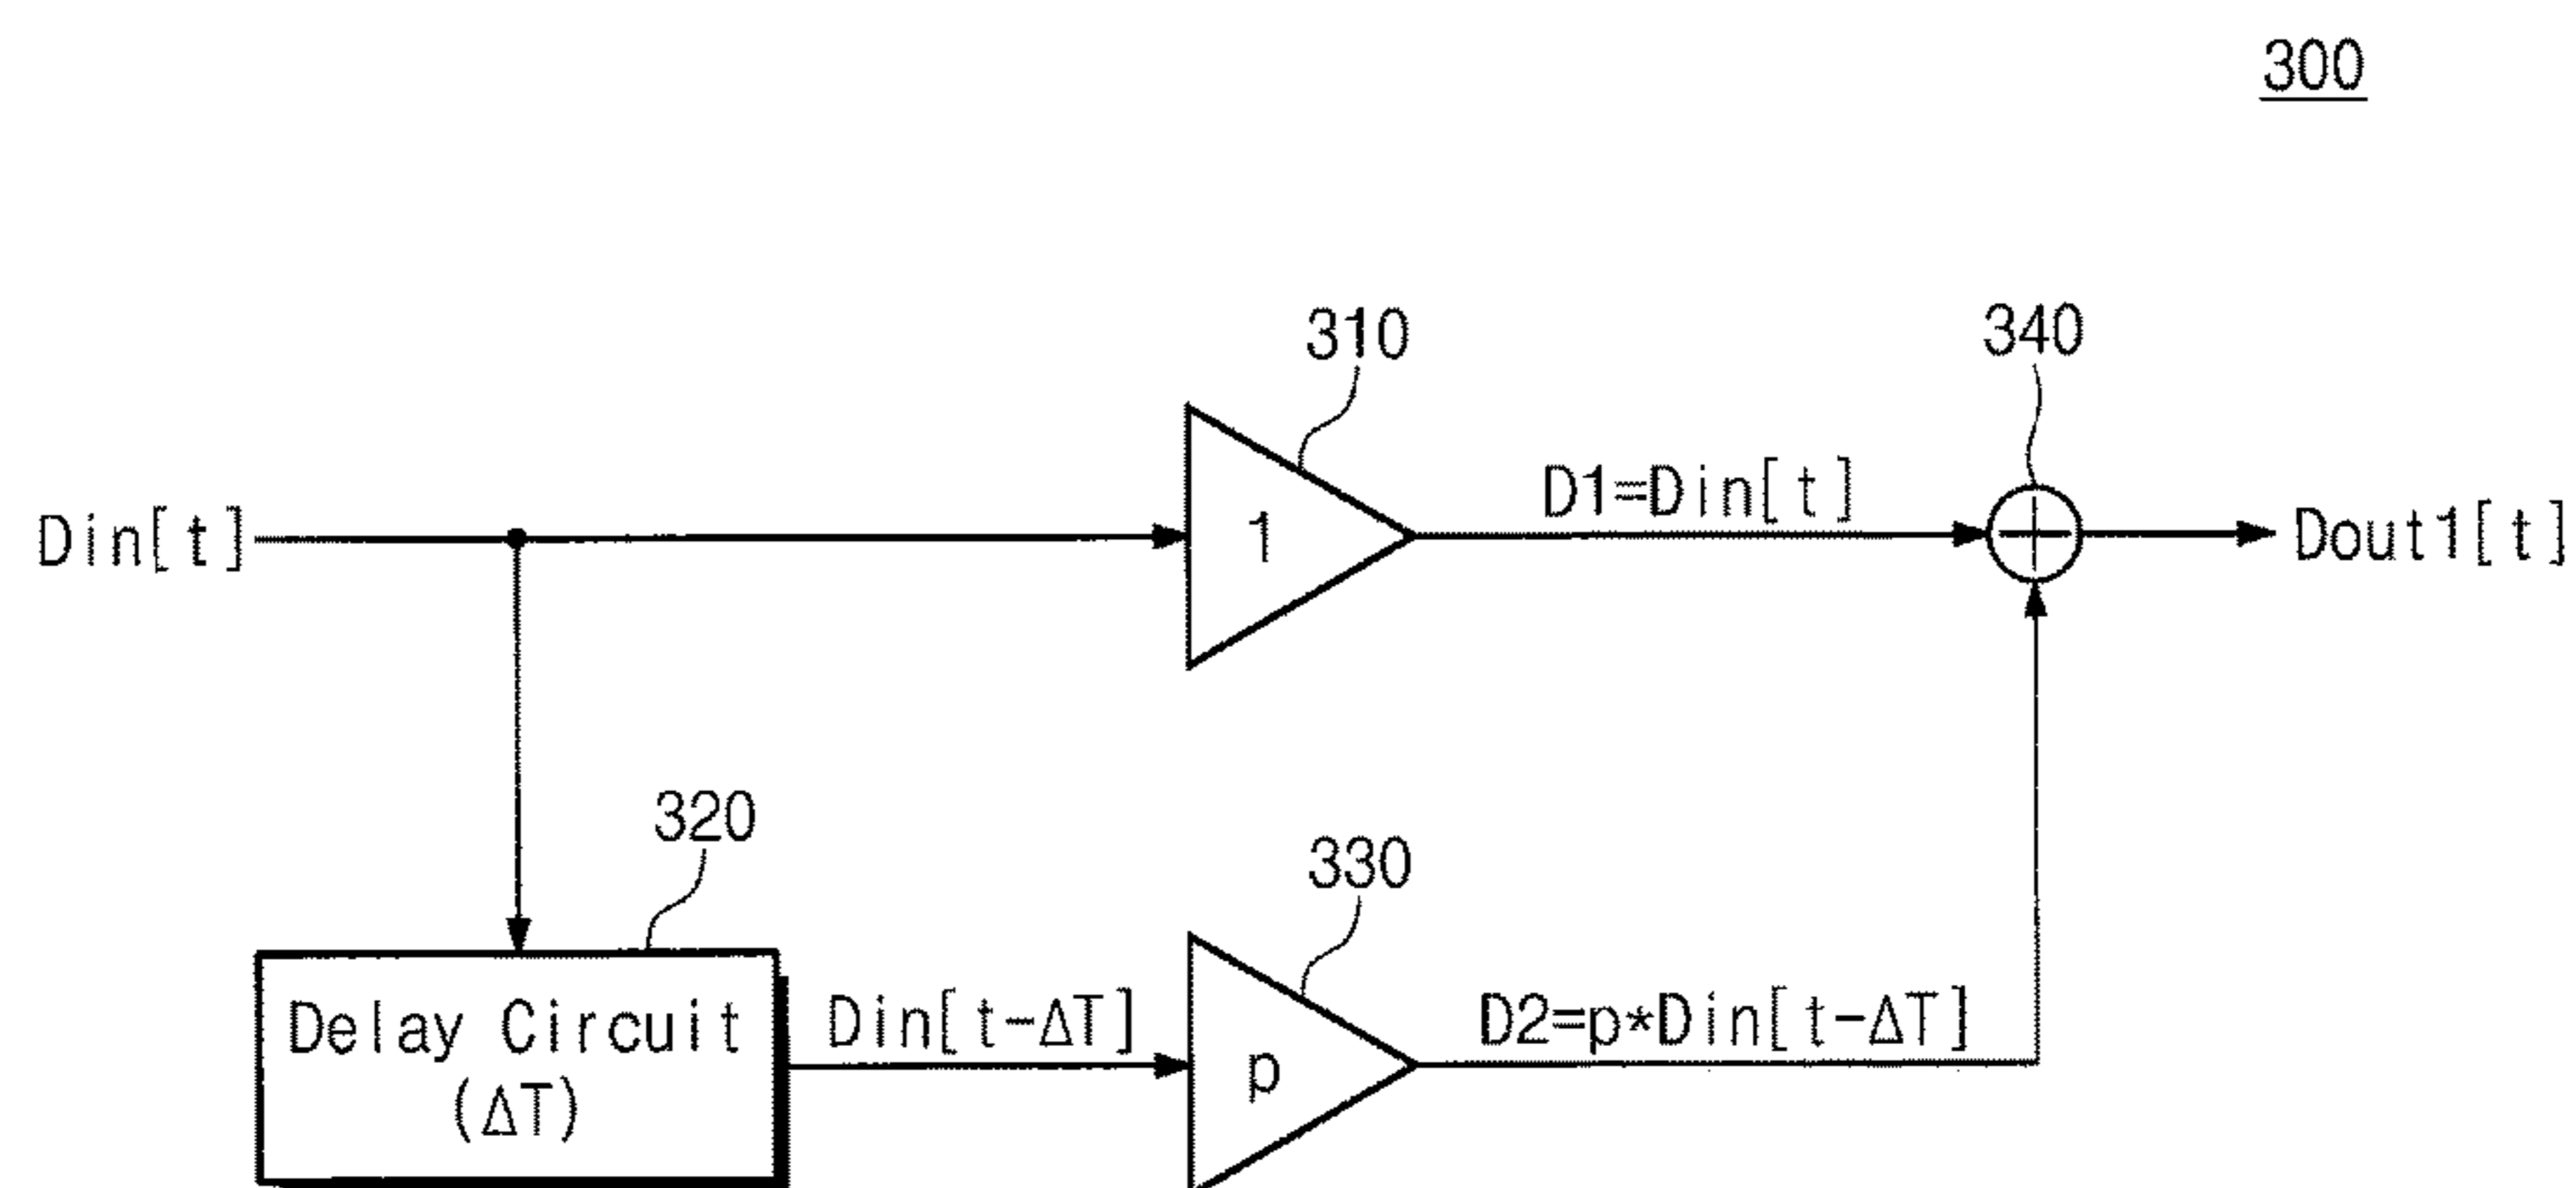 300
310
340
D1=Din[t]
Din[t]
1
Dout1[t]
320
330
Delay Circuit
(ΔT)
Din[t-ΔT]
p
D2=p*Din[t-ΔT]